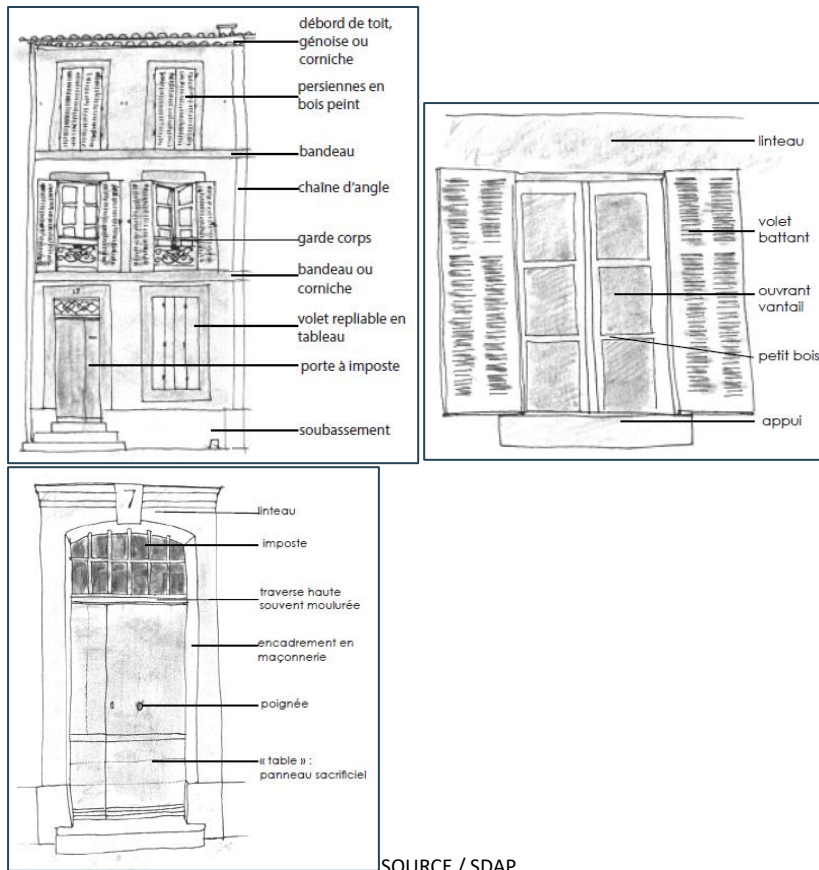 débord de toit,
génoise ou
corniche
persiennes en
bois peint
bandeau
chaîne d'angle
garde corps
bandeau ou
corniche
volet repliable en
tableau
porte à imposte
soubassement
17
linteau
volet
battant
ouvrant
vantail
petit bois
appui
7
linteau
imposte
traverse haute
souvent moulurée
encadrement en
maçonnerie
poignée
« table » :
panneau sacrificiel
SOURCE / SDAP